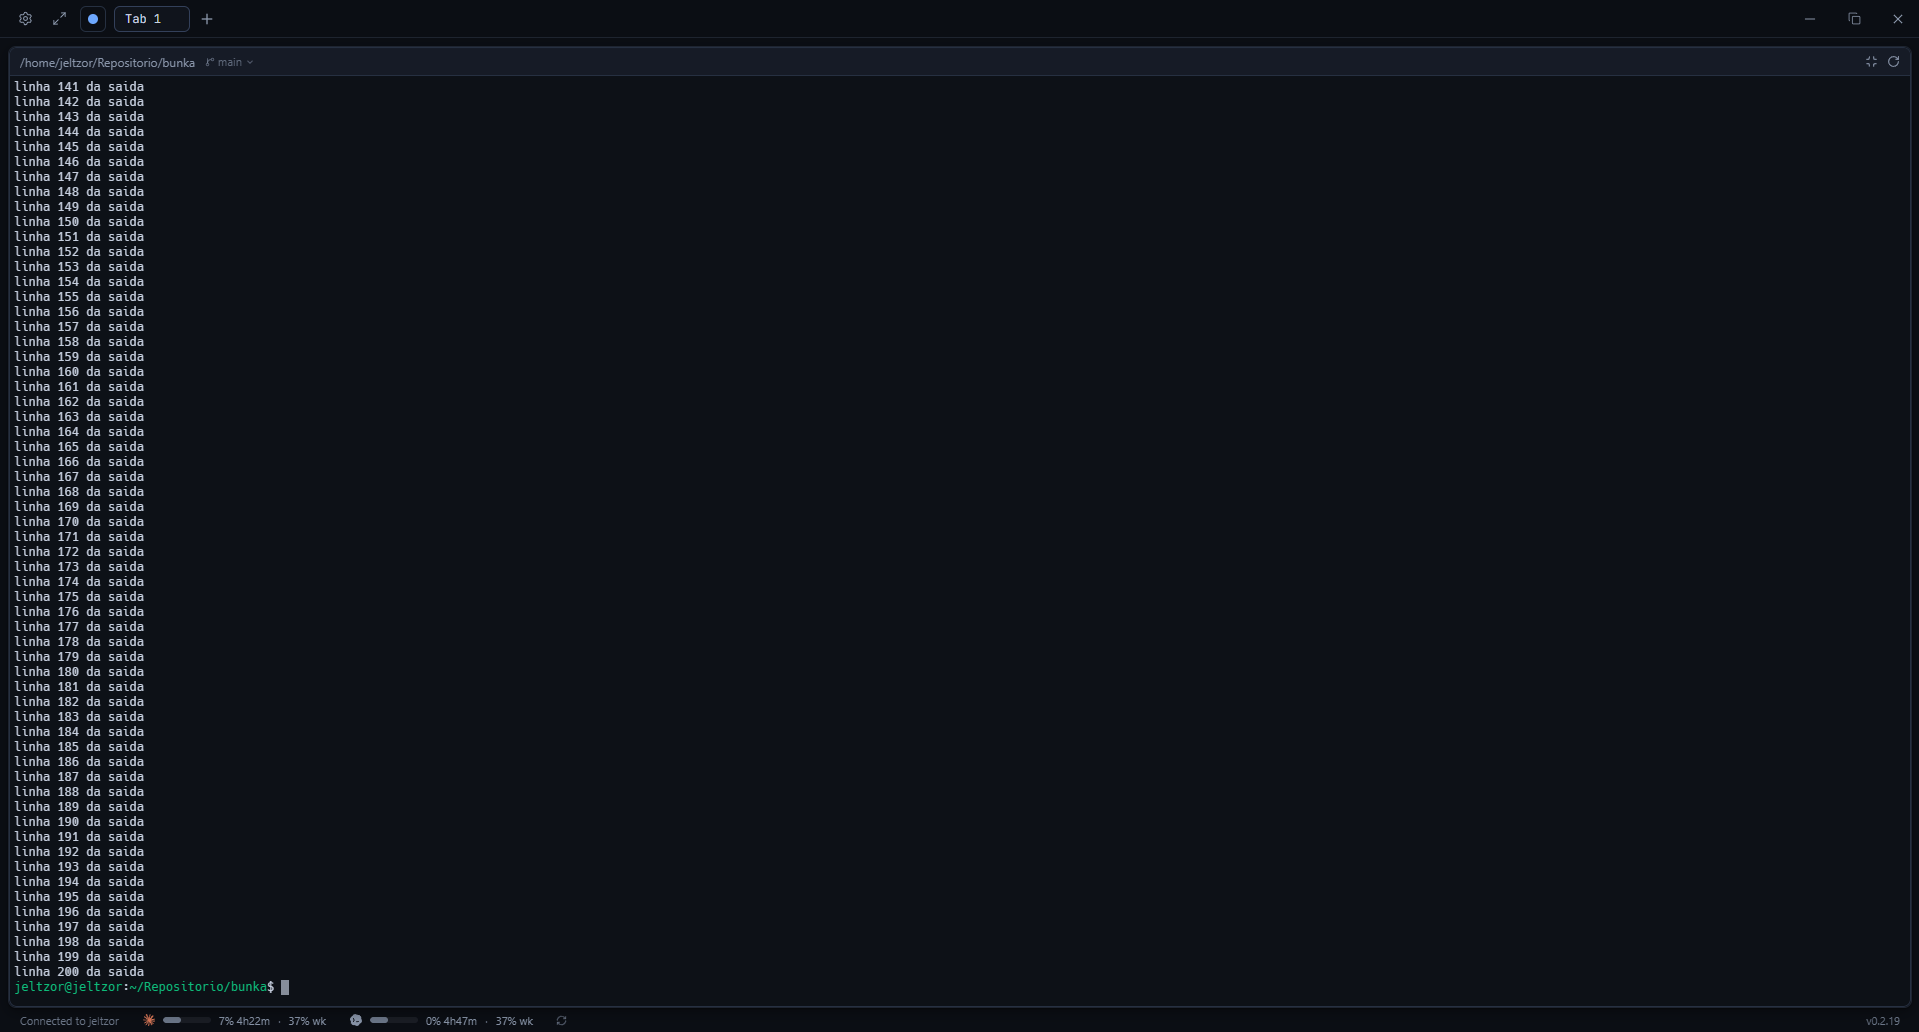 Tab 1
/home/jeltzor/Repositorio/bunka main
linha 141 da saida
linha 142 da saida
linha 143 da saida
linha 144 da saida
linha 145 da saida
linha 146 da saida
linha 147 da saida
linha 148 da saida
linha 149 da saida
linha 150 da saida
linha 151 da saida
linha 152 da saida
linha 153 da saida
linha 154 da saida
linha 155 da saida
linha 156 da saida
linha 157 da saida
linha 158 da saida
linha 159 da saida
linha 160 da saida
linha 161 da saida
linha 162 da saida
linha 163 da saida
linha 164 da saida
linha 165 da saida
linha 166 da saida
linha 167 da saida
linha 168 da saida
linha 169 da saida
linha 170 da saida
linha 171 da saida
linha 172 da saida
linha 173 da saida
linha 174 da saida
linha 175 da saida
linha 176 da saida
linha 177 da saida
linha 178 da saida
linha 179 da saida
linha 180 da saida
linha 181 da saida
linha 182 da saida
linha 183 da saida
linha 184 da saida
linha 185 da saida
linha 186 da saida
linha 187 da saida
linha 188 da saida
linha 189 da saida
linha 190 da saida
linha 191 da saida
linha 192 da saida
linha 193 da saida
linha 194 da saida
linha 195 da saida
linha 196 da saida
linha 197 da saida
linha 198 da saida
linha 199 da saida
linha 200 da saida
jeltzor@jeltzor:~/Repositorio/bunka$
Connected to jeltzor 7% 4h22m · 37% wk 0% 4h47m · 37% wk v0.2.19